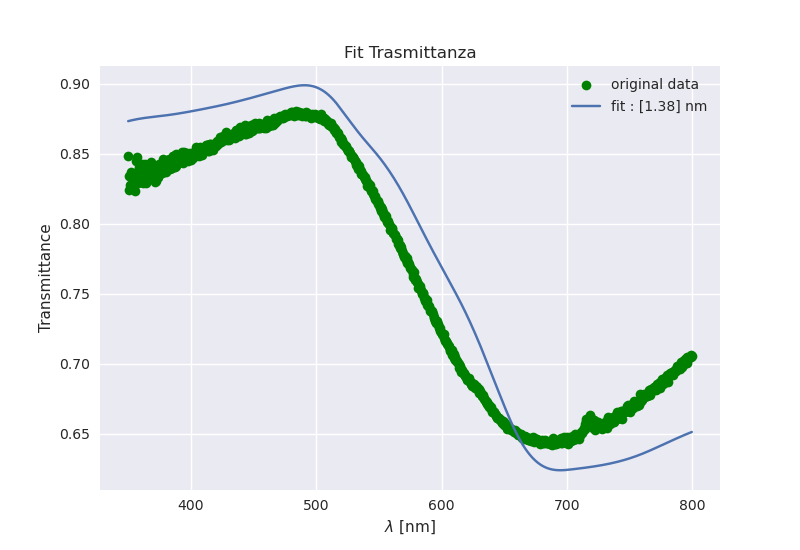 Fit Trasmittanza
original data
fit : [1.38] nm
Transmittance
0.90
0.85
0.80
0.75
0.70
0.65
400 500 600 700 800
λ [nm]